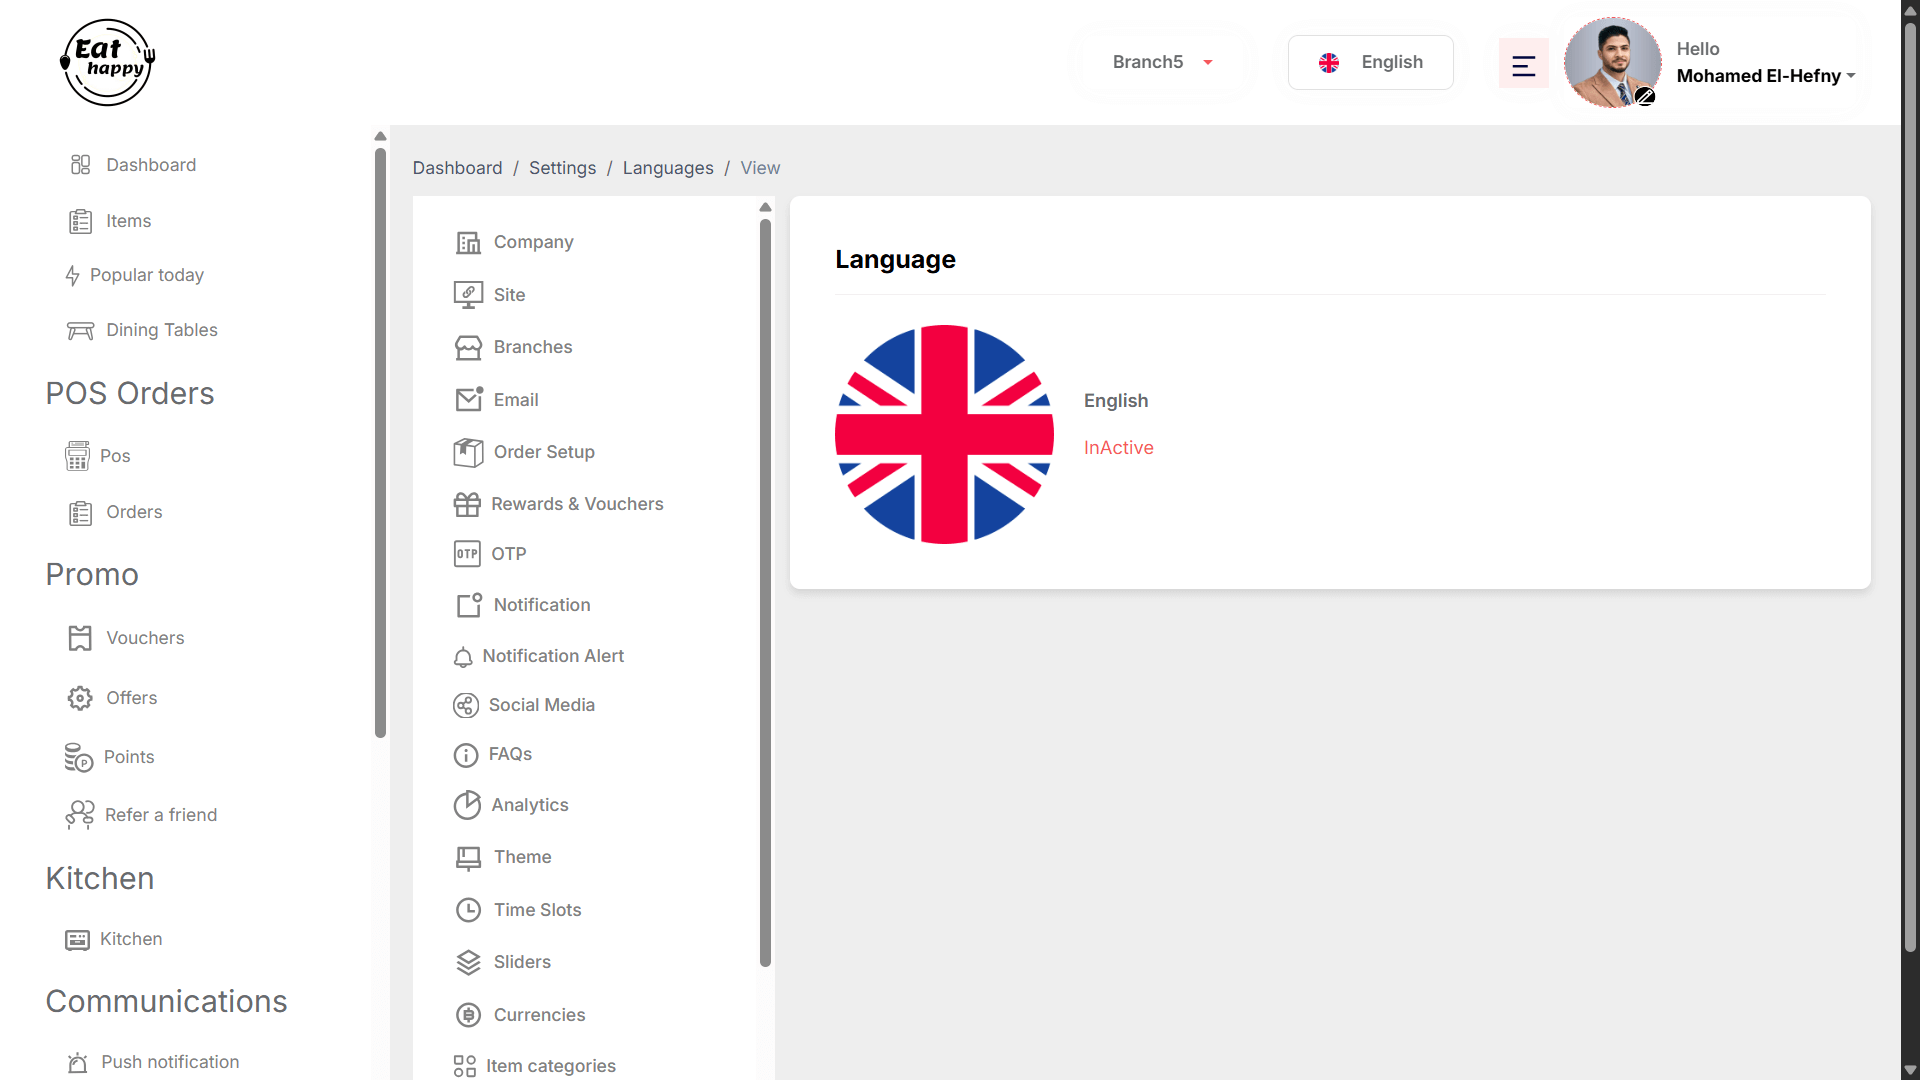 Eat
happy
Branch5
English
Hello
Mohamed El-Hefny
Dashboard
Items
Popular today
Dining Tables
POS Orders
Pos
Orders
Promo
Vouchers
Offers
Points
Refer a friend
Kitchen
Kitchen
Communications
Push notification
Dashboard / Settings / Languages / View
Company
Site
Branches
Email
Order Setup
Rewards & Vouchers
OTP OTP
Notification
Notification Alert
Social Media
FAQs
Analytics
Theme
Time Slots
Sliders
Currencies
Item categories
Language
English
InActive